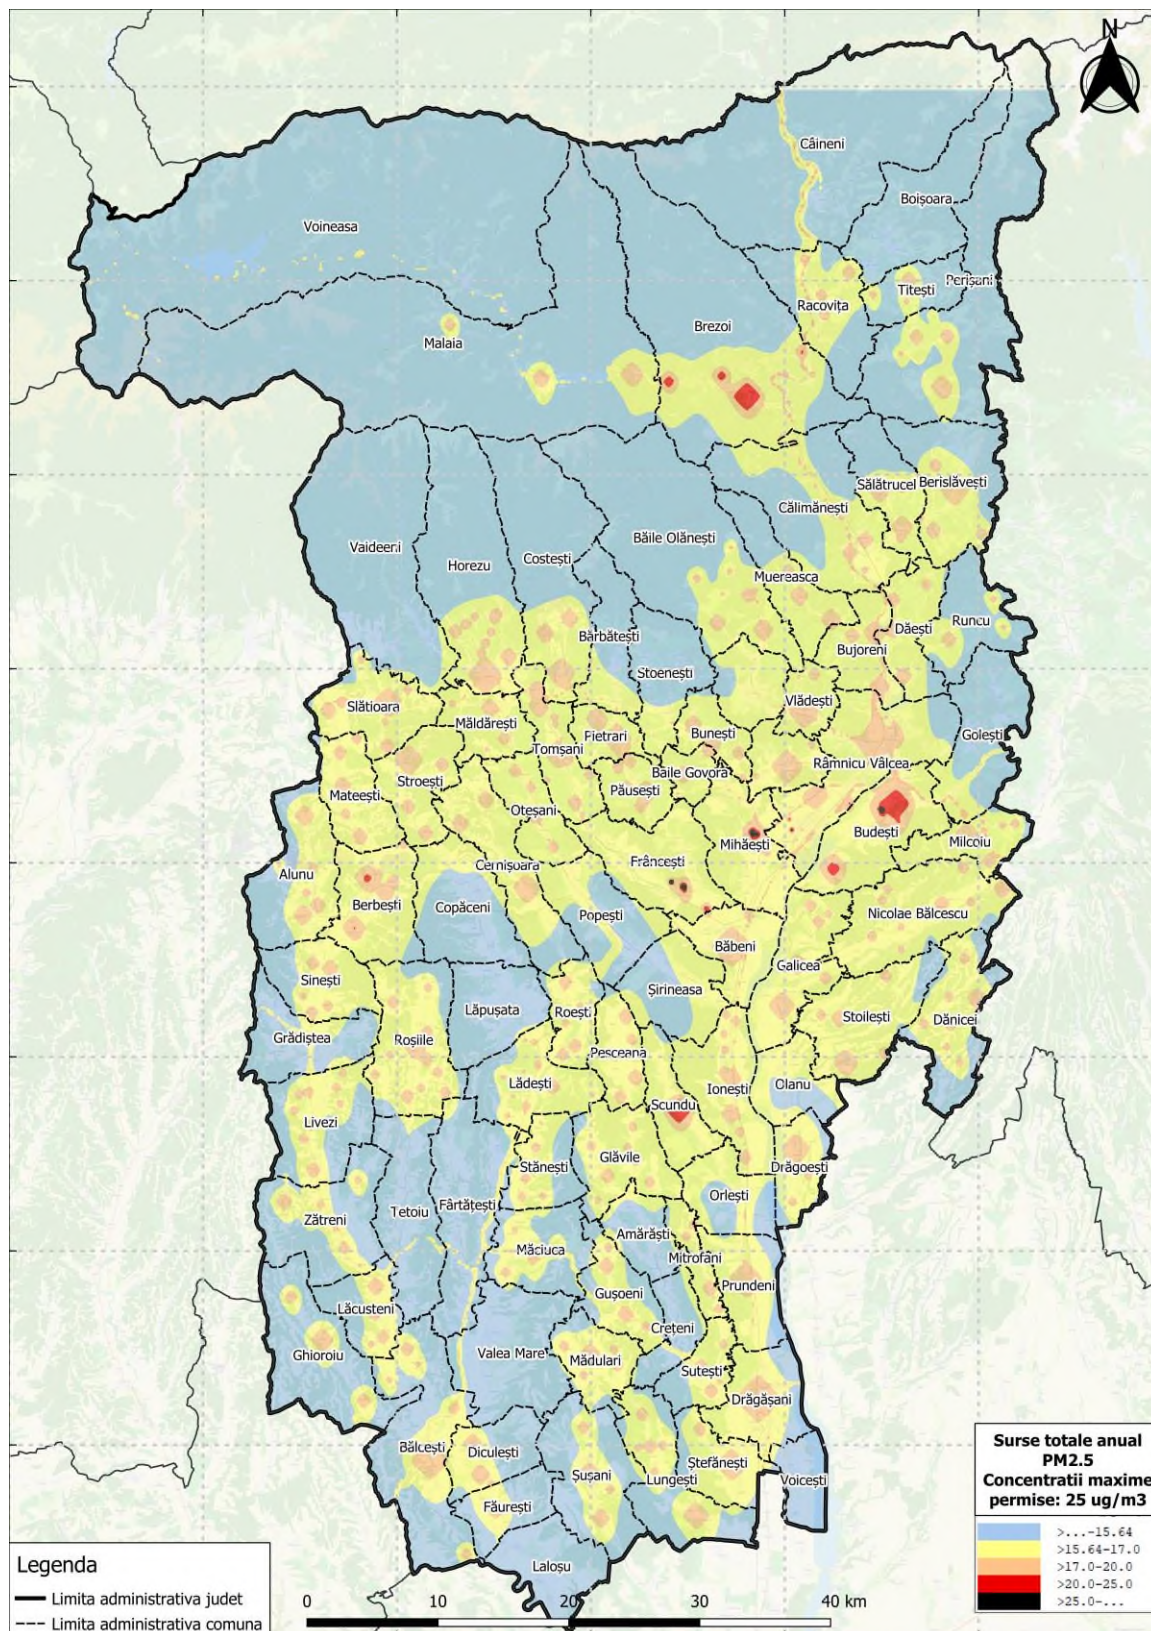 N
Câineni
Boișoara
Voineasa
Perișani
Titești
Racovița
Brezoi
Malaia
Sălătrucel
Berislăvești
Călimănești
Băile Olănești
Vaideeni
Costești
Horezu
Muereasca
Runcu
Dăești
Bărbătești
Bujoreni
Stoenești
Vlădești
Slătioara
Măldărești
Pietrari
Bunești
Golești
Tomșani
Râmnicu Vâlcea
Baile Govora
Stroești
Păusești
Mateești
Oteșani
Budești
Mihăești
Milcoiu
Frâncești
Cernișoara
Alunu
Berbești
Copăceni
Popești
Nicolae Bălcescu
Băbeni
Galicea
Sinești
Șirineasa
Lăpușata
Roești
Stoilești
Dănicei
Grădiștea
Roșiile
Pesceana
Lădești
Ionești
Olanu
Scundu
Livezi
Glăvile
Stănești
Drăgoești
Orlești
Tetoiu
Fârtățești
Zătreni
Amărăști
Măciuca
Mitrofani
Prundeni
Gușoeni
Lăcusteni
Crețeni
Ghioroiu
Valea Mare
Mădulari
Sutești
Drăgășani
Bălcești
Diculești
Ștefănești
Șușani
Lungești
Voicești
Făurești
Lalosu
Surse totale anual
PM2.5
Concentratii maxime
permise: 25 ug/m3
>...-15.64
>15.64-17.0
>17.0-20.0
>20.0-25.0
>25.0-...
Legenda
Limita administrativa judet
Limita administrativa comuna
0 10 20 30 40 km